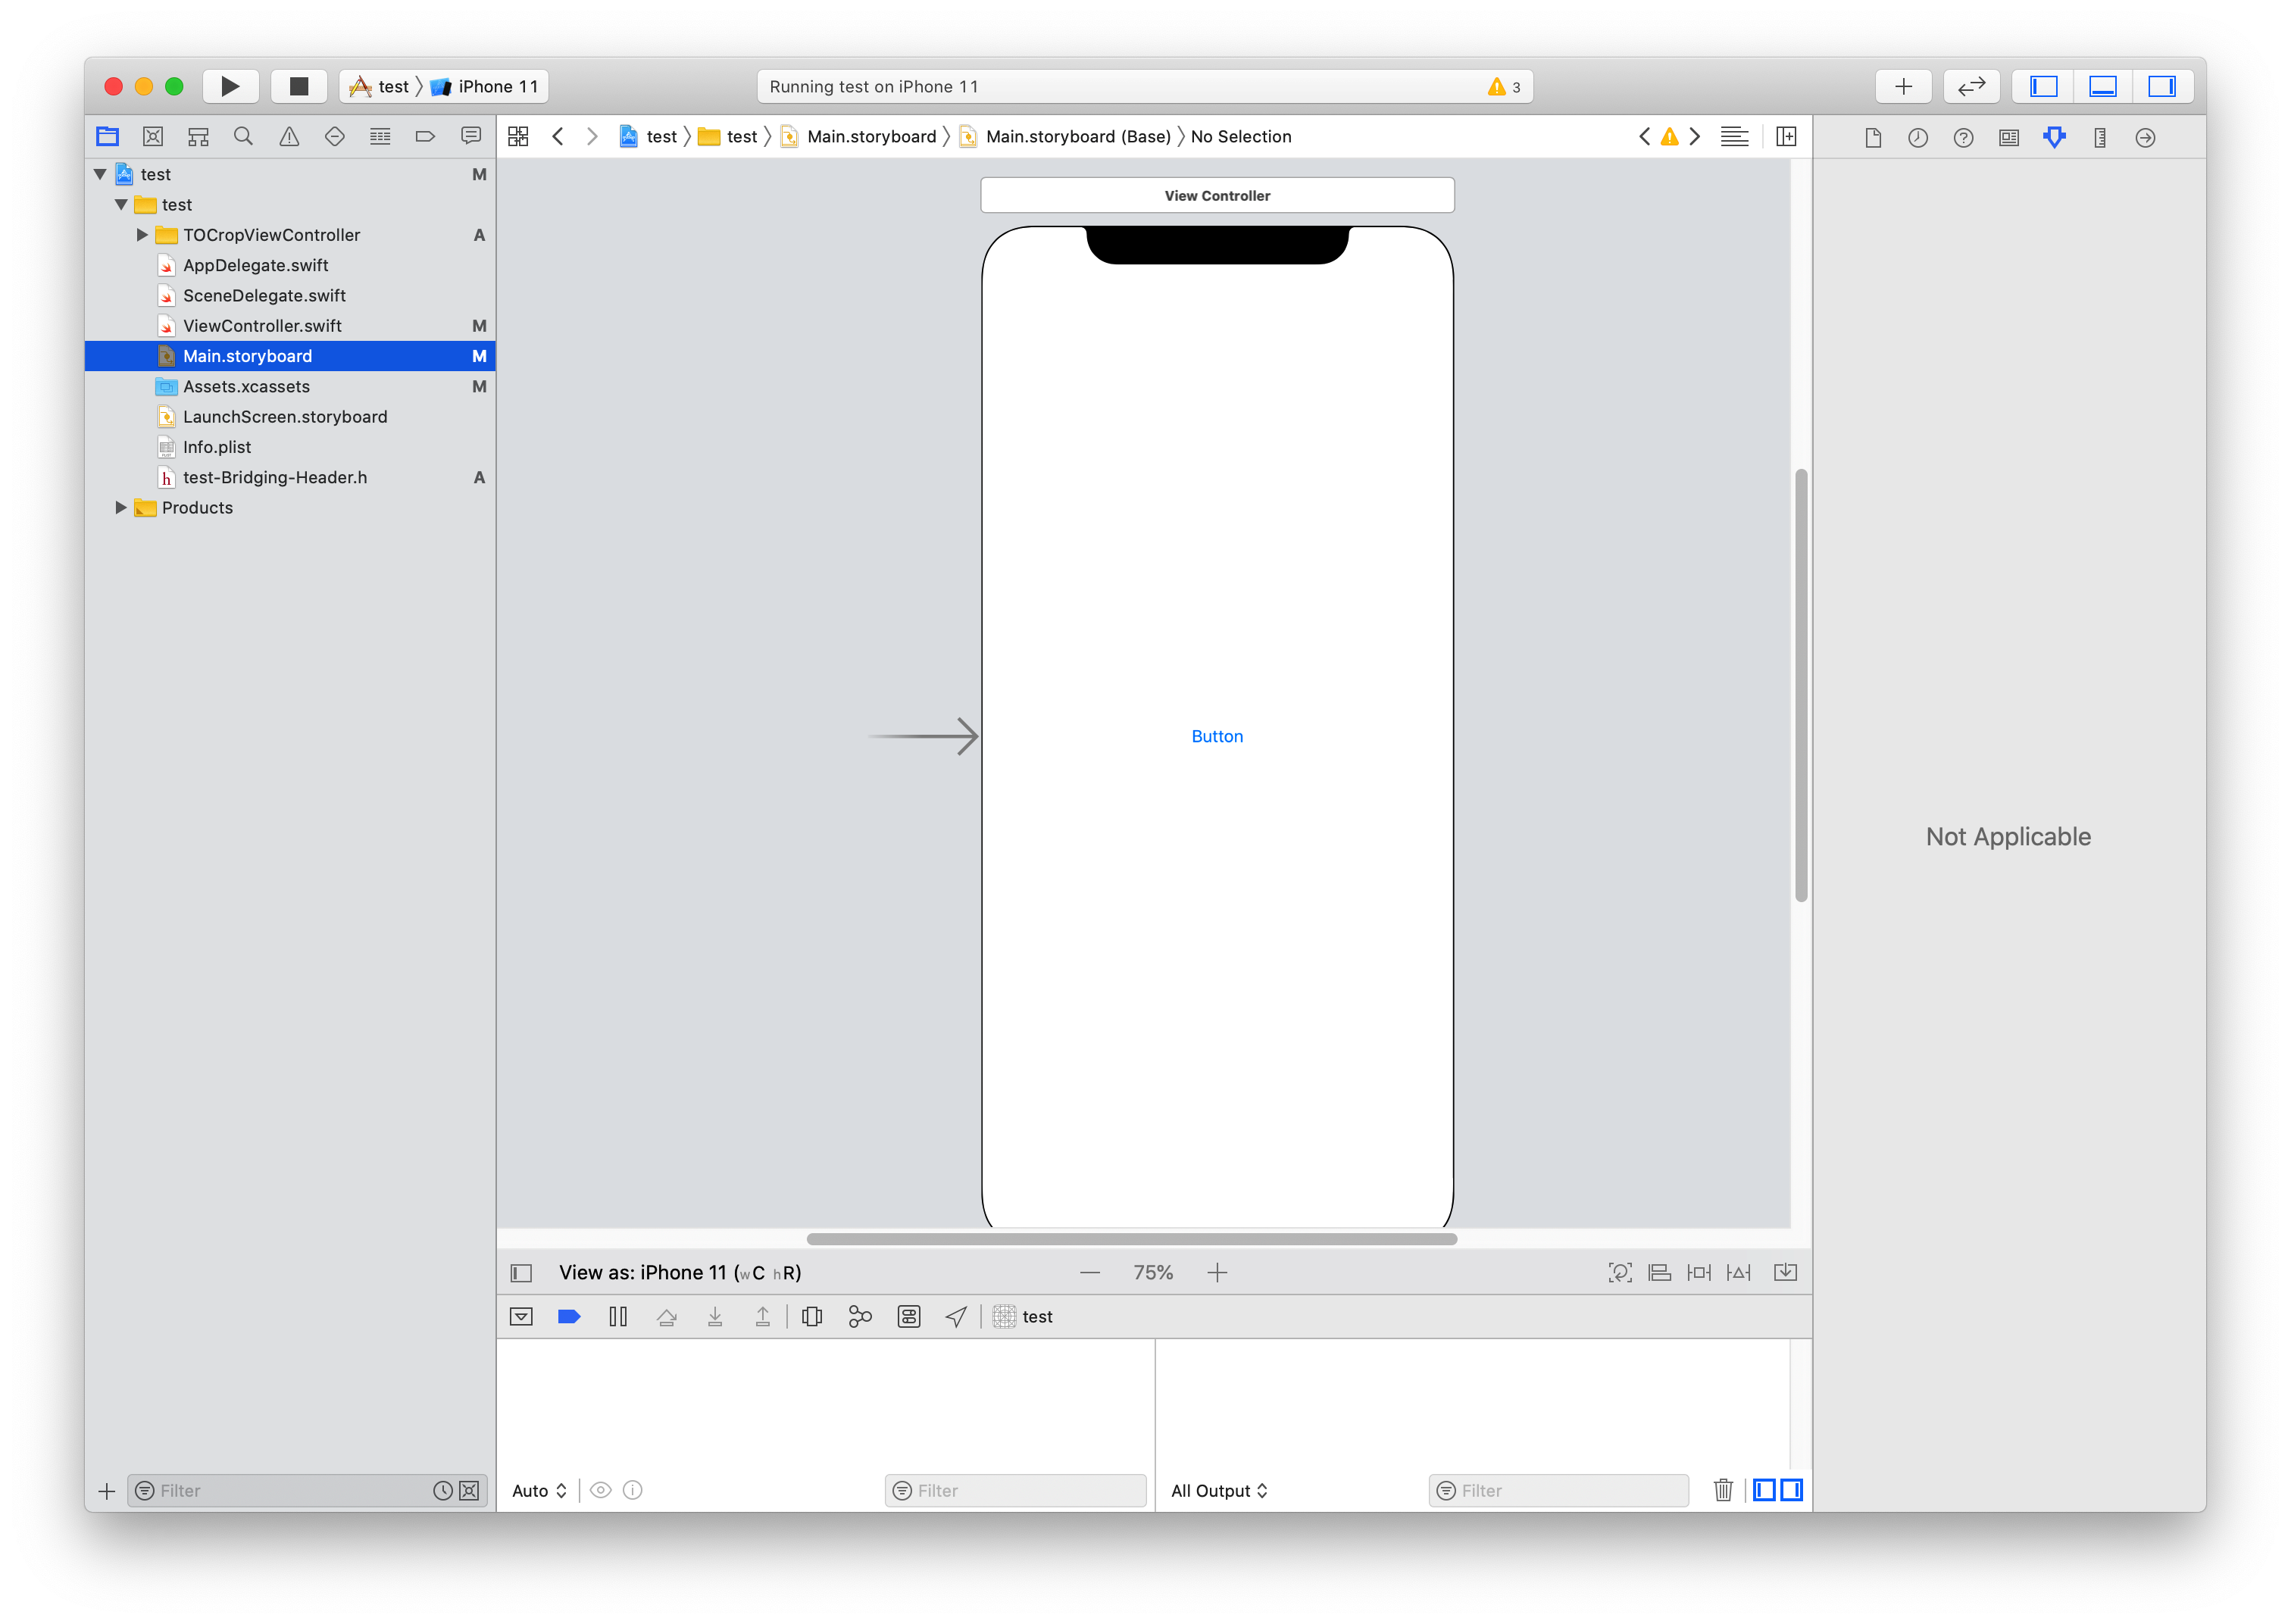 test 〉 iPhone 11
Running test on iPhone 11
3
test 〉 test 〉 Main.storyboard 〉 Main.storyboard (Base) 〉 No Selection
test M
test
TOCropViewController A
AppDelegate.swift
SceneDelegate.swift
ViewController.swift M
Main.storyboard M
Assets.xcassets M
LaunchScreen.storyboard
Info.plist
h test-Bridging-Header.h A
Products
View Controller
Button
Not Applicable
View as: iPhone 11 (wC hR)
75%
test
Filter
Auto
Filter
All Output
Filter